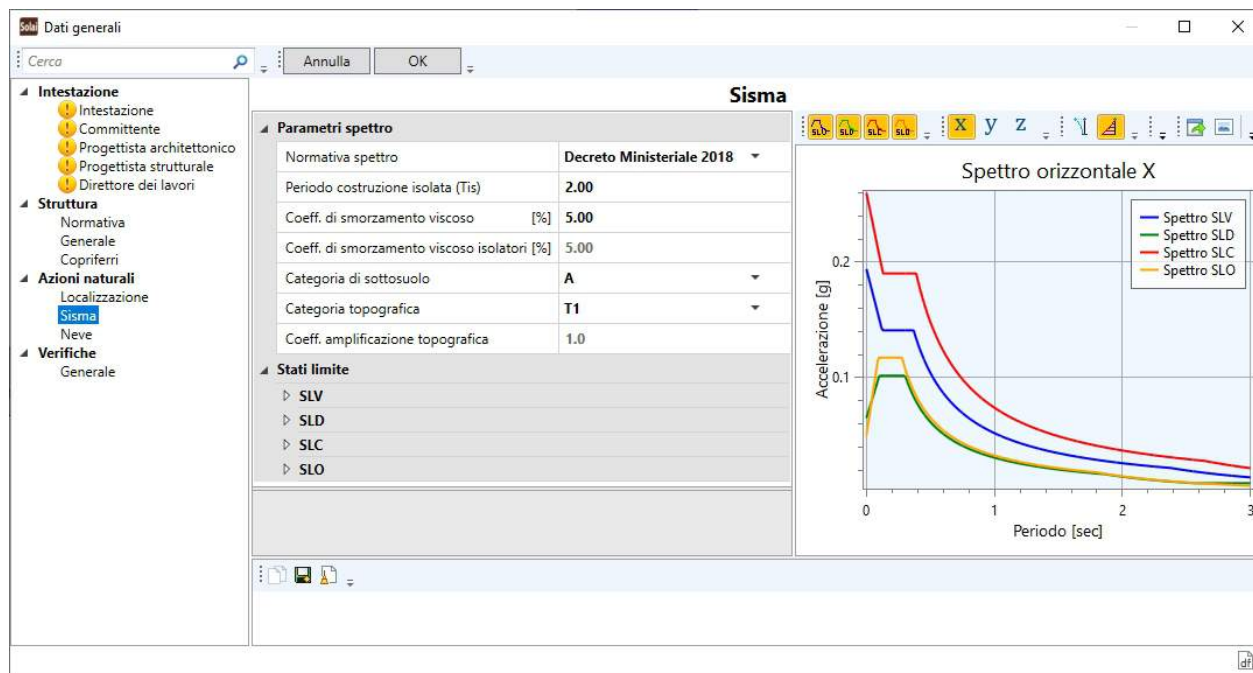 Solai Dati generali
Cerca
Annulla
OK
Intestazione
Intestazione
Committente
Progettista architettonico
Progettista strutturale
Direttore dei lavori
Struttura
Normativa
Generale
Copriferri
Azioni naturali
Localizzazione
Sisma
Neve
Verifiche
Generale
Sisma
Parametri spettro
Normativa spettro Decreto Ministeriale 2018
Periodo costruzione isolata (Tis) 2.00
Coeff. di smorzamento viscoso [%] 5.00
Coeff. di smorzamento viscoso isolatori [%] 5.00
Categoria di sottosuolo A
Categoria topografica T1
Coeff. amplificazione topografica 1.0
Stati limite
SLV
SLD
SLC
SLO
X y z
Spettro orizzontale X
Spettro SLV
Spettro SLD
Spettro SLC
Spettro SLO
0.2
0.1
Accelerazione [g]
0 1 2 3
Periodo [sec]
df